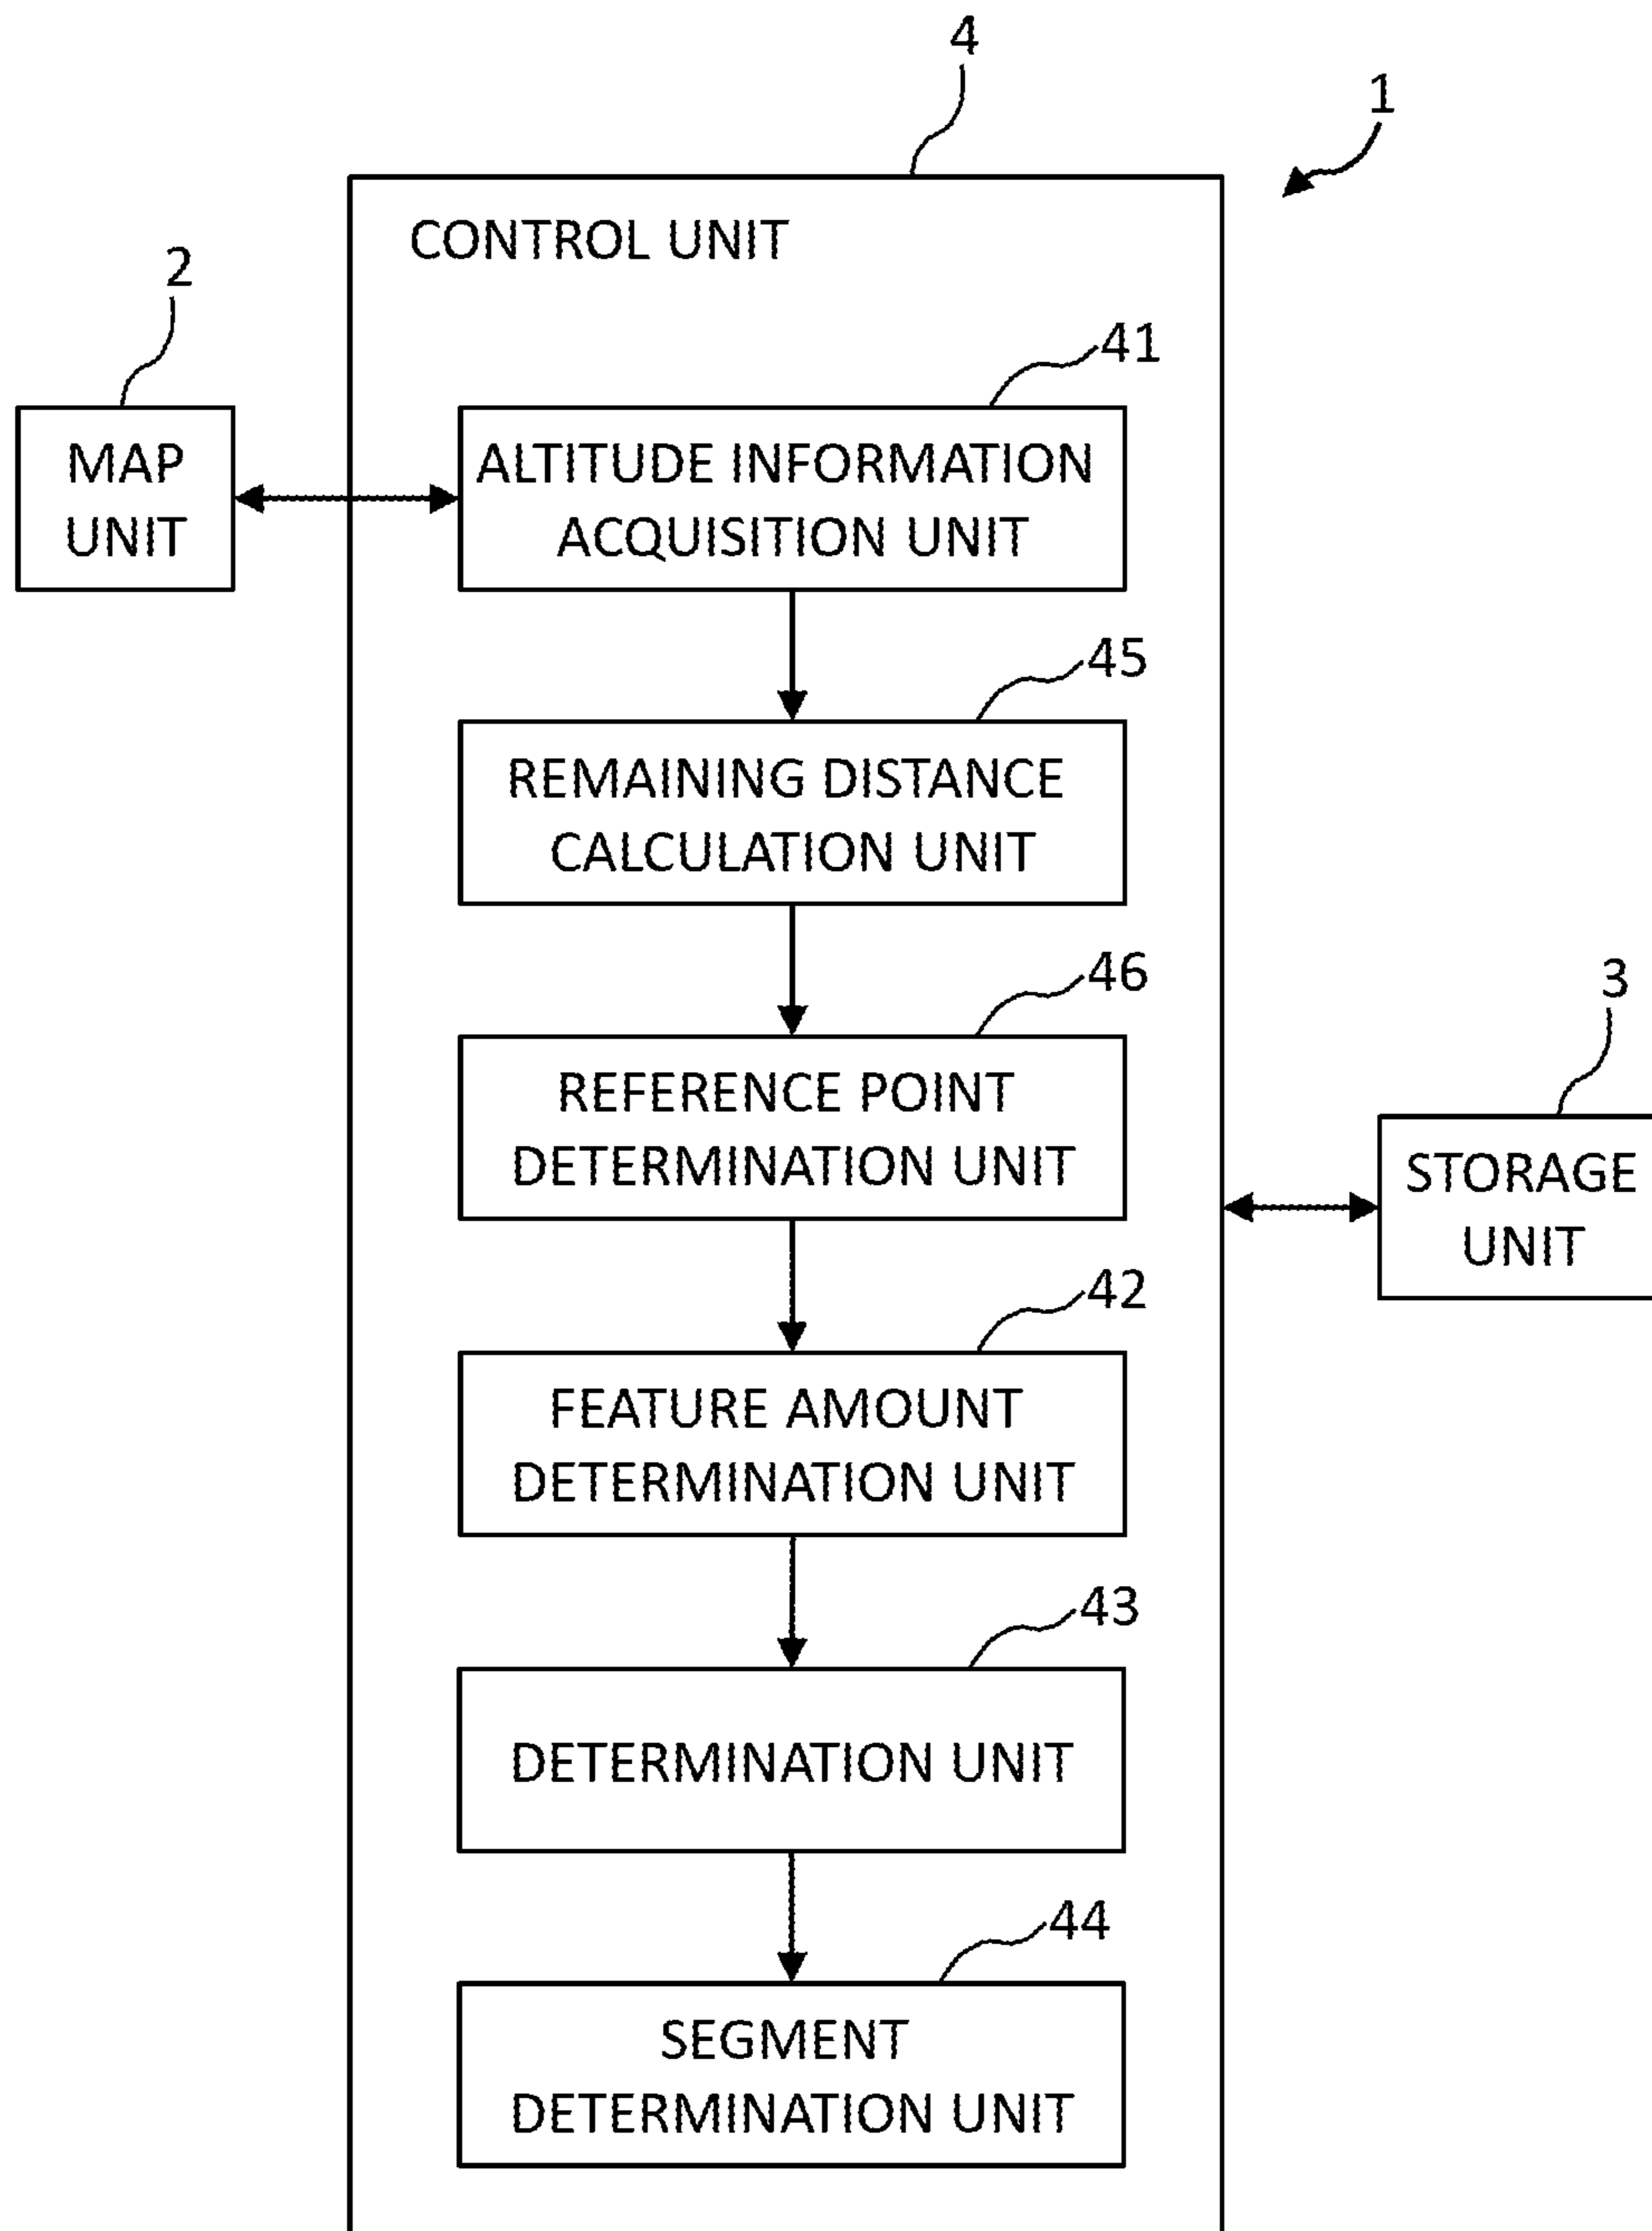 4
1
CONTROL UNIT
2
41
MAP
UNIT
ALTITUDE INFORMATION
ACQUISITION UNIT
45
REMAINING DISTANCE
CALCULATION UNIT
46
REFERENCE POINT
DETERMINATION UNIT
3
STORAGE
UNIT
42
FEATURE AMOUNT
DETERMINATION UNIT
43
DETERMINATION UNIT
44
SEGMENT
DETERMINATION UNIT